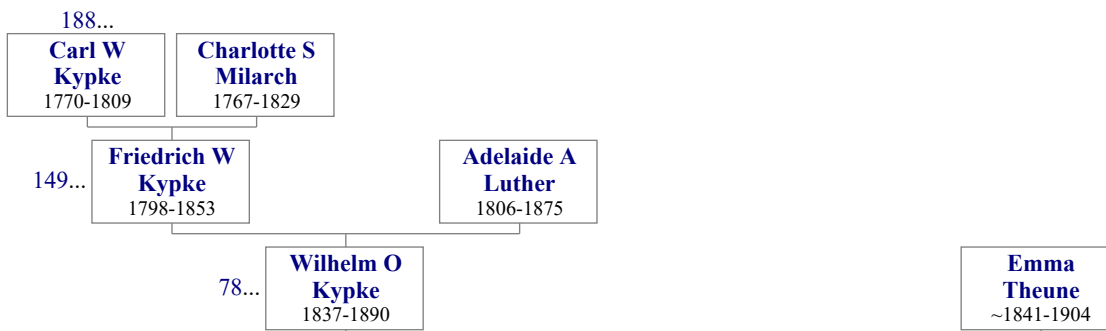 188...
Carl W
Kypke
1770-1809
Charlotte S
Milarch
1767-1829
149...
Friedrich W
Kypke
1798-1853
Adelaide A
Luther
1806-1875
78...
Wilhelm O
Kypke
1837-1890
Emma
Theune
~1841-1904